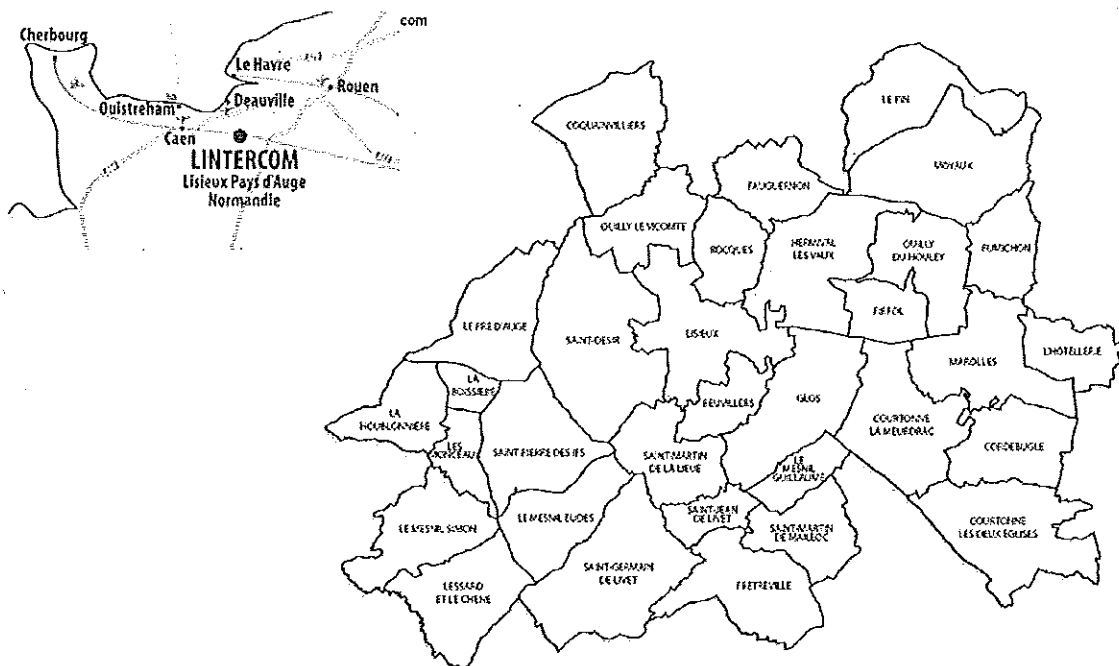 com
Cherbourg
Le Havre
Rouen
Deauville
Ouistreham
Caen
LINTERCOM
Lisieux Pays d'Auge
Normandie
LE PIN
COQUAINVILLIERS
MOYAUX
FAUGUERNON
OUILLY LE VICOMTE
ROCQUES
HERMIVAL
LES VAUX
OUILLY
DU HOULEY
FUMICHON
FIRFOL
LE PRE D'AUGE
SAINT-DESIR
LISIEUX
MAROLLES
L'HOTELLERIE
LA
BOISSIERE
BEUVILLERS
GLOS
LA
HOUBLONNIERE
COURTONNE
LA MEURDRAC
LES
MONCEAUX
SAINT-PIERRE DES IFS
SAINT-MARTIN
DE LA LIEUE
CORDEBUGLE
LE
MESNIL
GUILLAUME
LE MESNIL SIMON
LE MESNIL EUDES
SAINT-JEAN
DE LIVET
SAINT-MARTIN
DE MAILLOC
COURTONNE
LES DEUX EGLISES
SAINT-GERMAIN
DE LIVET
LESSARD
ET LE CHENE
PRETREVILLE